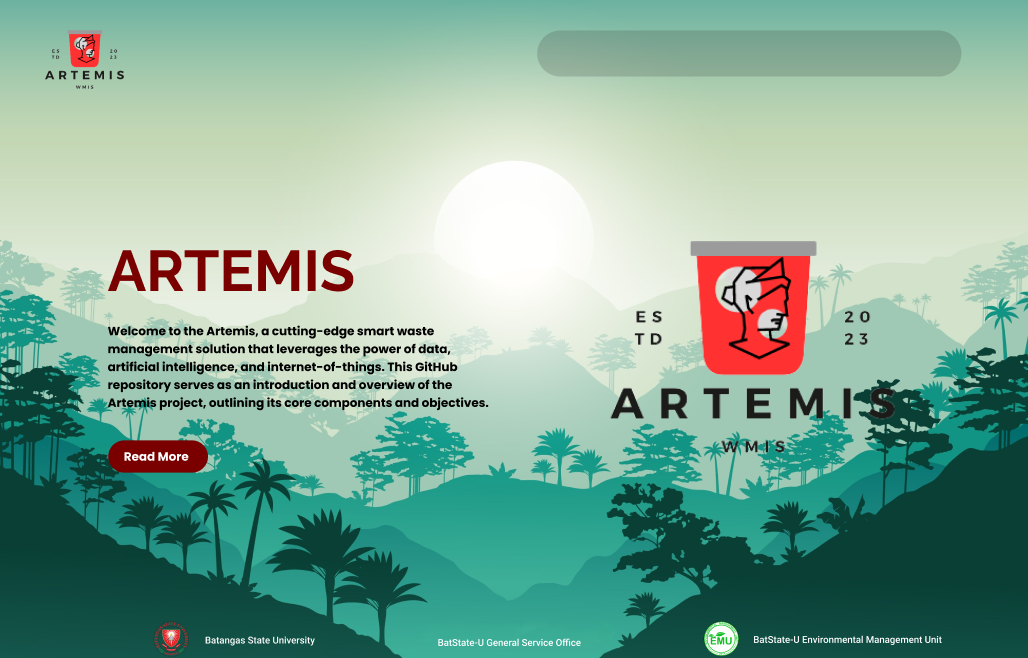 ES
TD
20
23
ARTEMIS
WMIS
ARTEMIS
Welcome to the Artemis, a cutting-edge smart waste
management solution that leverages the power of data,
artificial intelligence, and internet-of-things. This GitHub
repository serves as an introduction and overview of the
Artemis project, outlining its core components and objectives.
Read More
ES
TD
20
23
ARTEMIS
WMIS
Batangas State University
BatState-U General Service Office
EMU
BatState-U Environmental Management Unit